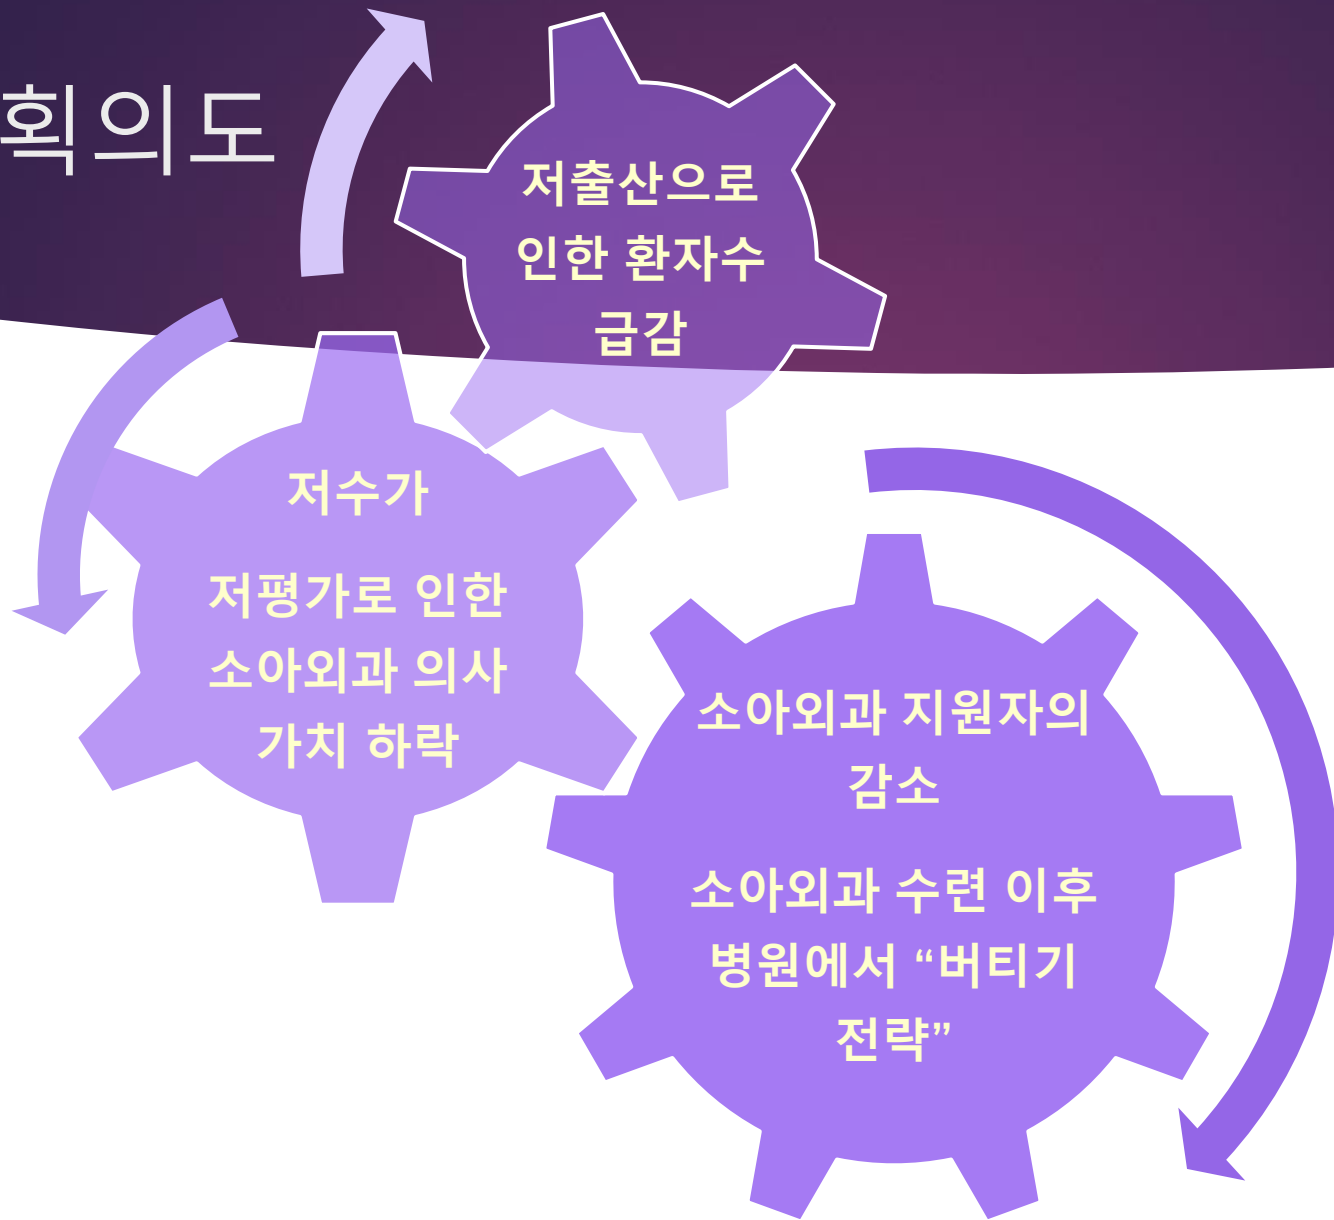 획의도
저출산으로
인한 환자수
급감
저수가
저평가로 인한
소아외과 의사
가치 하락
소아외과 지원자의
감소
소아외과 수련 이후
병원에서 “버티기
전략”